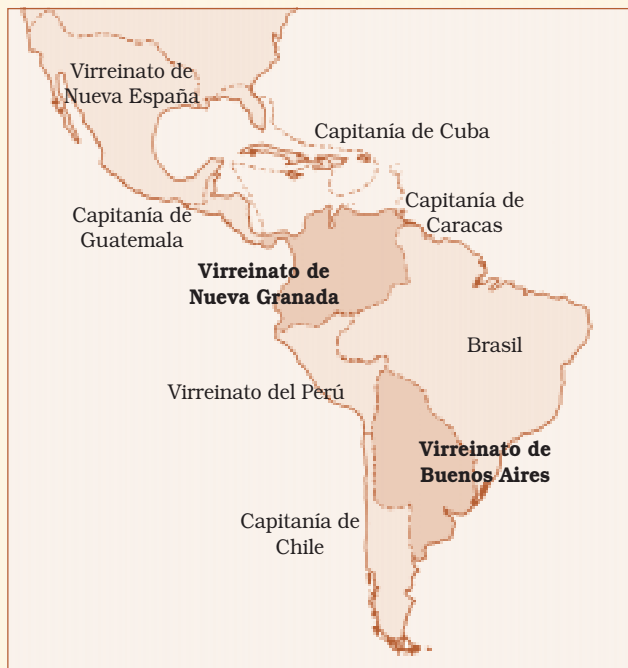 Virreinato de
Nueva España
Capitanía de Cuba
Capitanía de
Guatemala
Capitanía de
Caracas
Virreinato de
Nueva Granada
Brasil
Virreinato del Perú
Virreinato de
Buenos Aires
Capitanía de
Chile